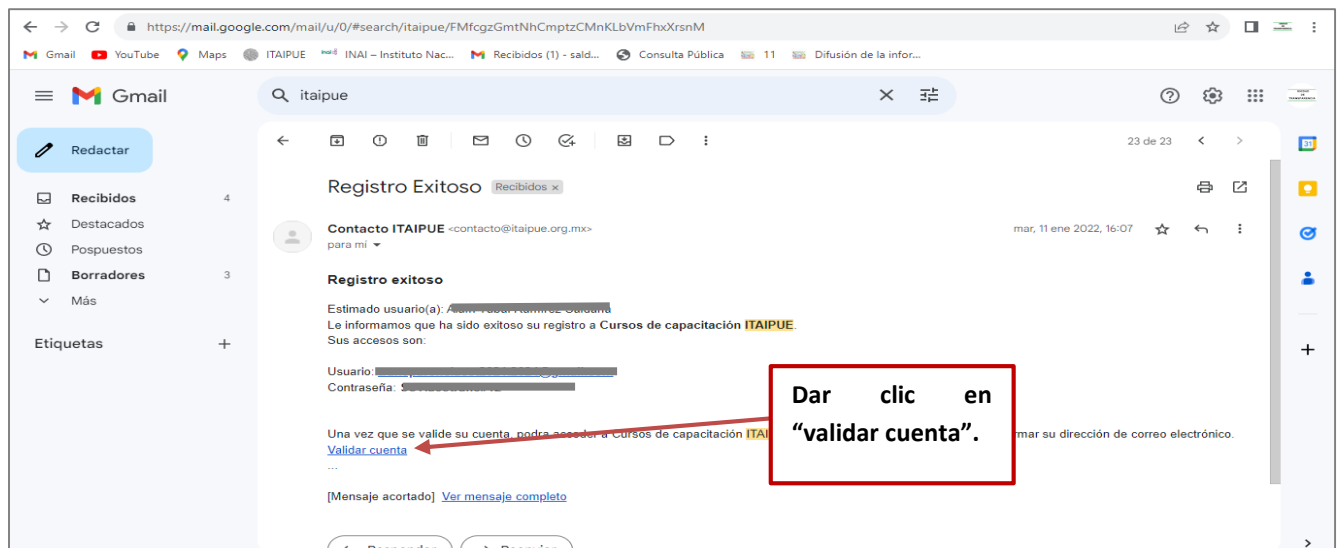 https://mail.google.com/mail/u/0/#search/itaipue/FMfcgzGmtNhCmptzCMnKLbVmFhxXrsnM
Gmail YouTube Maps ITAIPUE INAI – Instituto Nac... Recibidos (1) - sald... Consulta Pública 11 Difusión de la infor...
Gmail
itaipue
Redactar
23 de 23
31
Registro Exitoso Recibidos x
Recibidos 4
Destacados
Pospuestos
Borradores 3
Más
Etiquetas
Contacto ITAIPUE <contacto@itaipue.org.mx>
mar, 11 ene 2022, 16:07
para mí
Registro exitoso
Estimado usuario(a):
Le informamos que ha sido exitoso su registro a Cursos de capacitación ITAIPUE.
Sus accesos son:
Usuario:
Contraseña:
Una vez que se valide su cuenta, podra acceder a Cursos de capacitación ITAI
rmar su dirección de correo electrónico.
Validar cuenta
...
[Mensaje acortado] Ver mensaje completo
Dar clic en
“validar cuenta”.
Responder